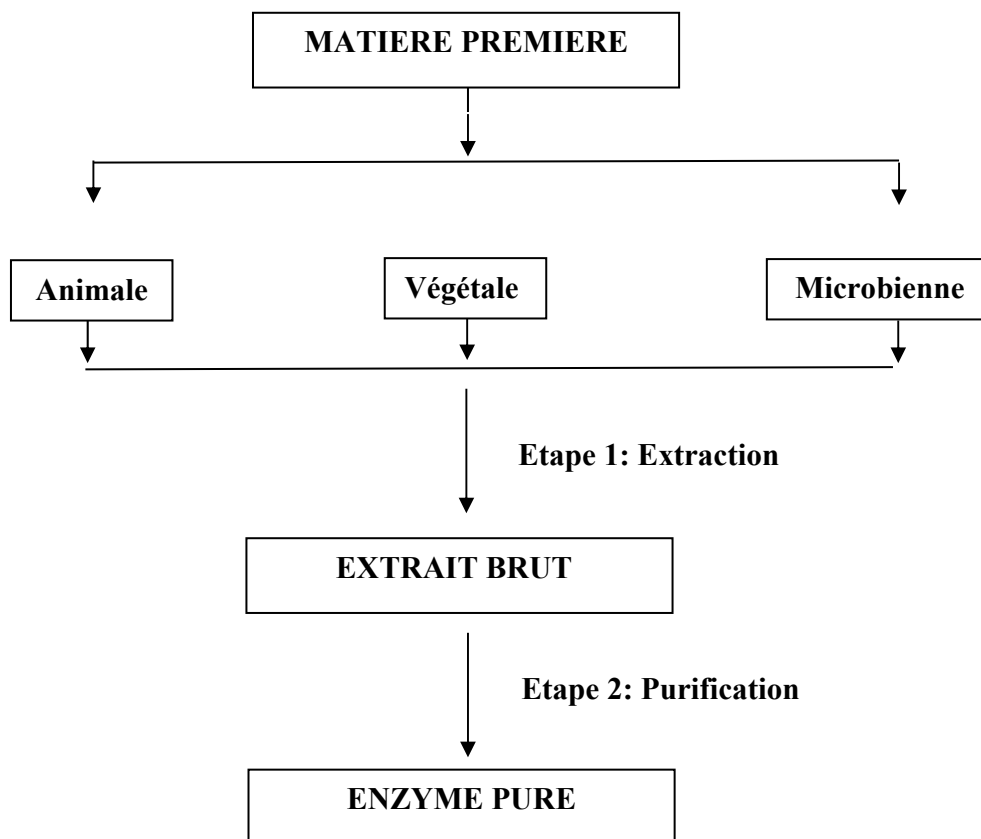 MATIERE PREMIERE
Animale
Végétale
Microbienne
Etape 1: Extraction
EXTRAIT BRUT
Etape 2: Purification
ENZYME PURE